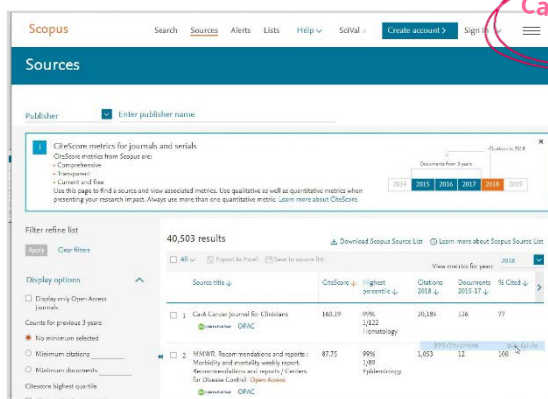 Ca
Scopus
Search Sources Alerts Lists Help SciVal Create account > Sign in
Sources
Publisher Enter publisher name
i CiteScore metrics for journals and serials
CiteScore metrics from Scopus are:
• Comprehensive
• Transparent
• Current and free
Use this page to find a source and view associated metrics. Use qualitative as well as quantitative metrics when
presenting your research impact. Always use more than one quantitative metric. Learn more about CiteScore.
Citations in 2018
Documents from 3 years
2014 2015 2016 2017 2018 2019
Filter refine list
Apply Clear filters
Display options
Display only Open Access
journals
Counts for previous 3 years
No minimum selected
Minimum citations
Minimum documents
Citescore highest quartile
40,503 results
Download Scopus Source List Learn more about Scopus Source List
All Export to Excel Save to source list
View metrics for year: 2018
Source title CiteScore Highest percentile Citations 2018 Documents 2015-17 % Cited
1 Ca-A Cancer Journal for Clinicians 160.19 99% 20,184 126 77
1/122
Hematology
OPAC
2 MMWR. Recommendations and reports : 87.75 99% 1,053 12 100
Morbidity and mortality weekly report. 1/89
Recommendations and reports / Centers Epidemiology
for Disease Control Open Access
OPAC